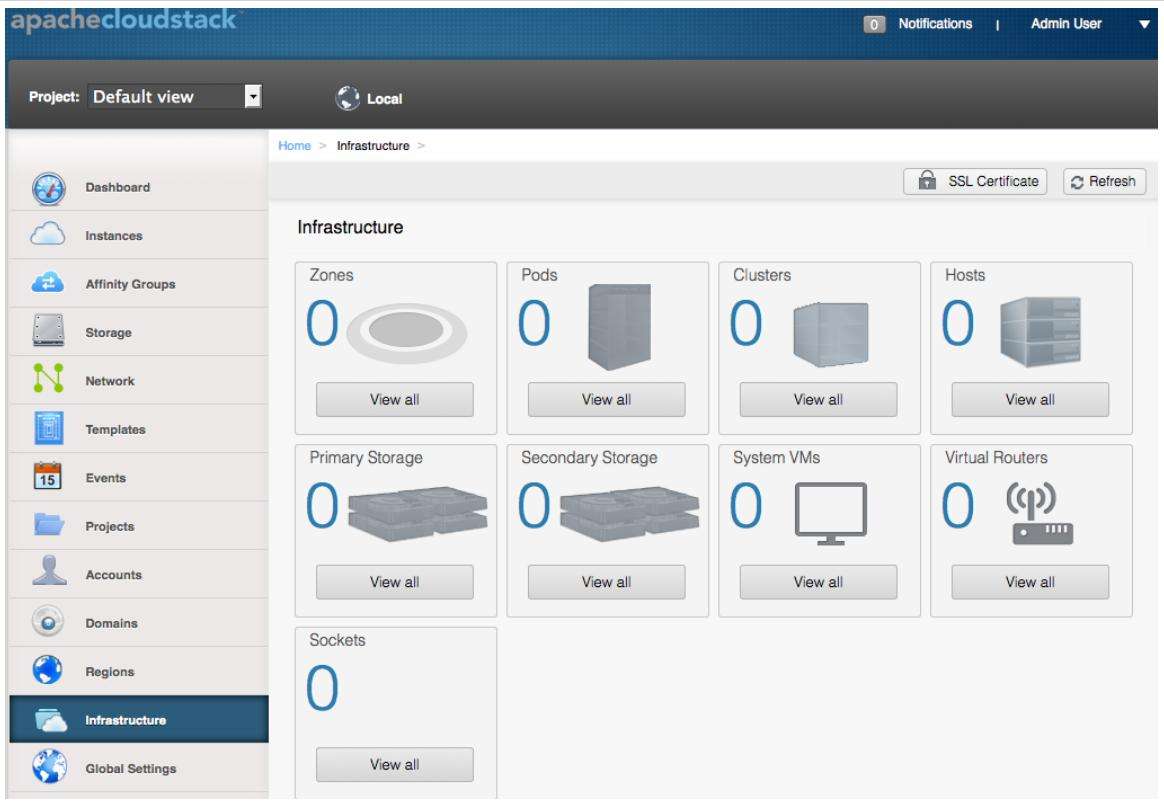 apachecloudstack™
0 Notifications | Admin User
Project: Default view Local
Home > Infrastructure >
SSL Certificate Refresh
Dashboard
Instances
Affinity Groups
Storage
Network
Templates
15 Events
Projects
Accounts
Domains
Regions
Infrastructure
Global Settings
Infrastructure
Zones
0
View all
Pods
0
View all
Clusters
0
View all
Hosts
0
View all
Primary Storage
0
View all
Secondary Storage
0
View all
System VMs
0
View all
Virtual Routers
0
View all
Sockets
0
View all